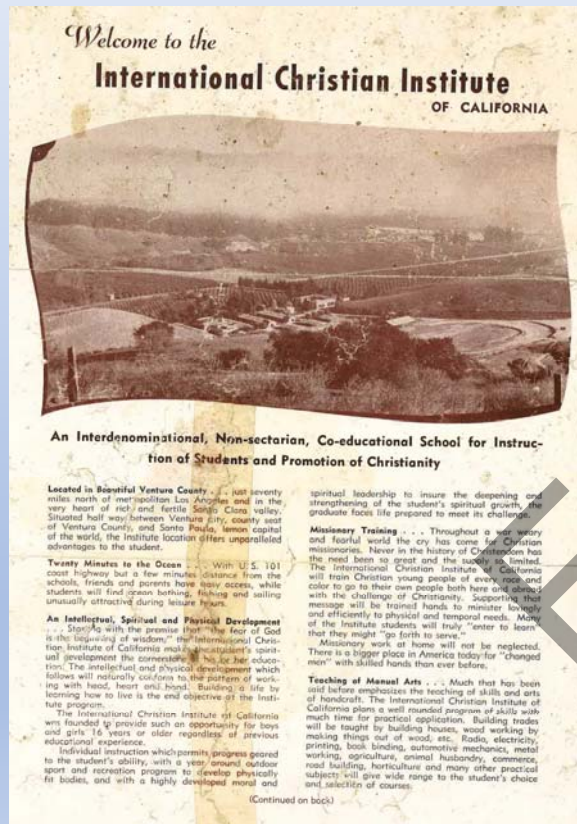 Welcome to the
International Christian Institute
OF CALIFORNIA
An Interdenominational, Non-sectarian, Co-educational School for Instruc-
tion of Students and Promotion of Christianity
Located in Beautiful Ventura County . . . just seventy
miles north of metropolitan Los Angeles and in the
very heart of rich and fertile Santa Clara valley.
Situated half way between Ventura city, county seat
of Ventura County, and Santa Paula, lemon capital
of the world, the Institute location offers unparalleled
advantages to the student.
Twenty Minutes to the Ocean . . . With U. S. 101
coast highway but a few minutes distance from the
schools, friends and parents have easy access, while
students will find ocean bathing, fishing and sailing
unusually attractive during leisure hours.
An Intellectual, Spiritual and Physical Development
. . . Starting with the premise that "the fear of God
is the beginning of wisdom," the International Chris-
tian Institute of California makes the student's spirit-
ual development the cornerstone of his or her educa-
tion. The intellectual and physical development which
follows will naturally conform to the pattern of work-
ing with head, heart and hand. Building a life by
learning how to live is the end objective of the Insti-
tute program.
The International Christian Institute of California
was founded to provide such an opportunity for boys
and girls 16 years or older regardless of previous
educational experience.
Individual instruction which permits progress geared
to the student's ability, with a year around outdoor
sport and recreation program to develop physically
fit bodies, and with a highly developed moral and
spiritual leadership to insure the deepening and
strengthening of the student's spiritual growth, the
graduate faces life prepared to meet its challenge.
Missionary Training . . . Throughout a war weary
and fearful world the cry has come for Christian
missionaries. Never in the history of Christendom has
the need been so great and the supply so limited.
The International Christian Institute of California
will train Christian young people of every race and
color to go to their own people both here and abroad
with the challenge of Christianity. Supporting that
message will be trained hands to minister lovingly
and efficiently to physical and temporal needs. Many
of the Institute students will truly "enter to learn"
that they might "go forth to serve."
Missionary work at home will not be neglected.
There is a bigger place in America today for "changed
men" with skilled hands than ever before.
Teaching of Manual Arts . . . Much that has been
said before emphasizes the teaching of skills and arts
of handcraft. The International Christian Institute of
California plans a well rounded program of skills with
much time for practical application. Building trades
will be taught by building houses, wood working by
making things out of wood, etc. Radio, electricity,
printing, book binding, automotive mechanics, metal
working, agriculture, animal husbandry, commerce,
road building, horticulture and many other practical
subjects will give wide range to the student's choice
and selection of courses.
(Continued on back)